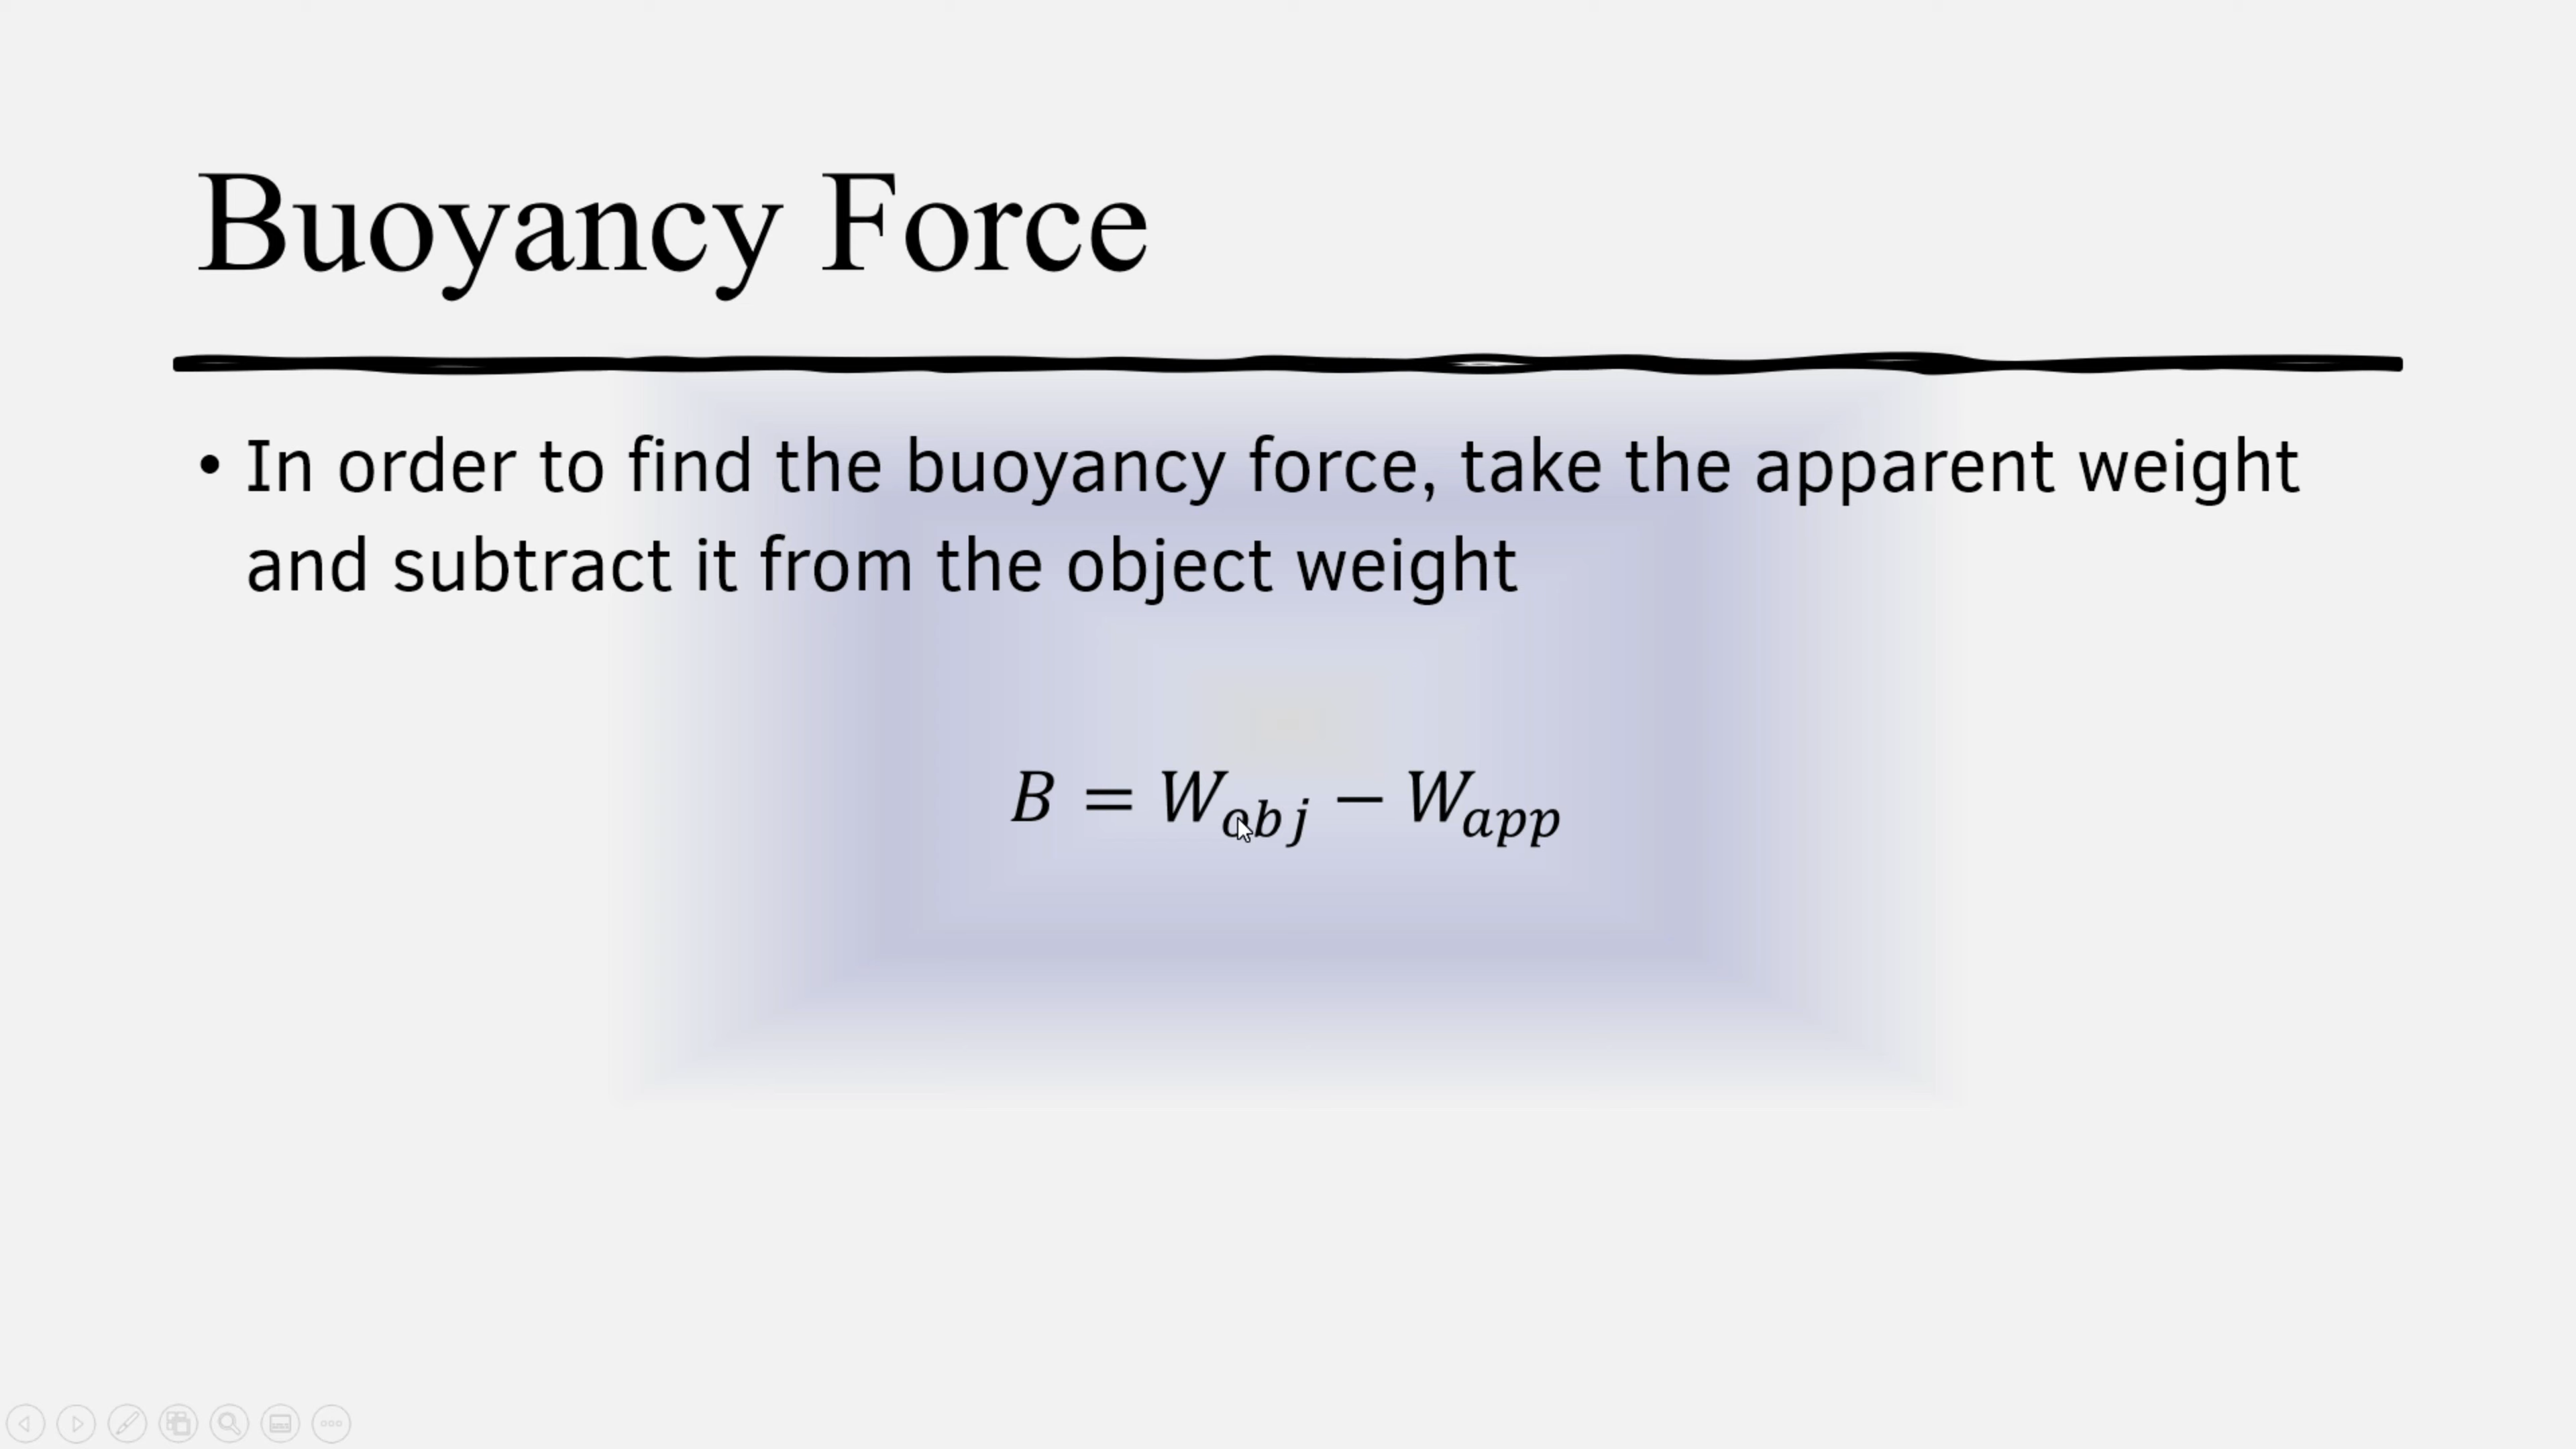 Buoyancy Force
• In order to find the buoyancy force, take the apparent weight
and subtract it from the object weight
B = W_obj − W_app